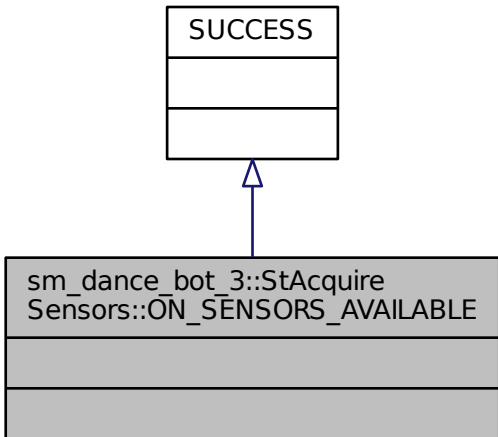 SUCCESS
sm_dance_bot_3::StAcquire
Sensors::ON_SENSORS_AVAILABLE